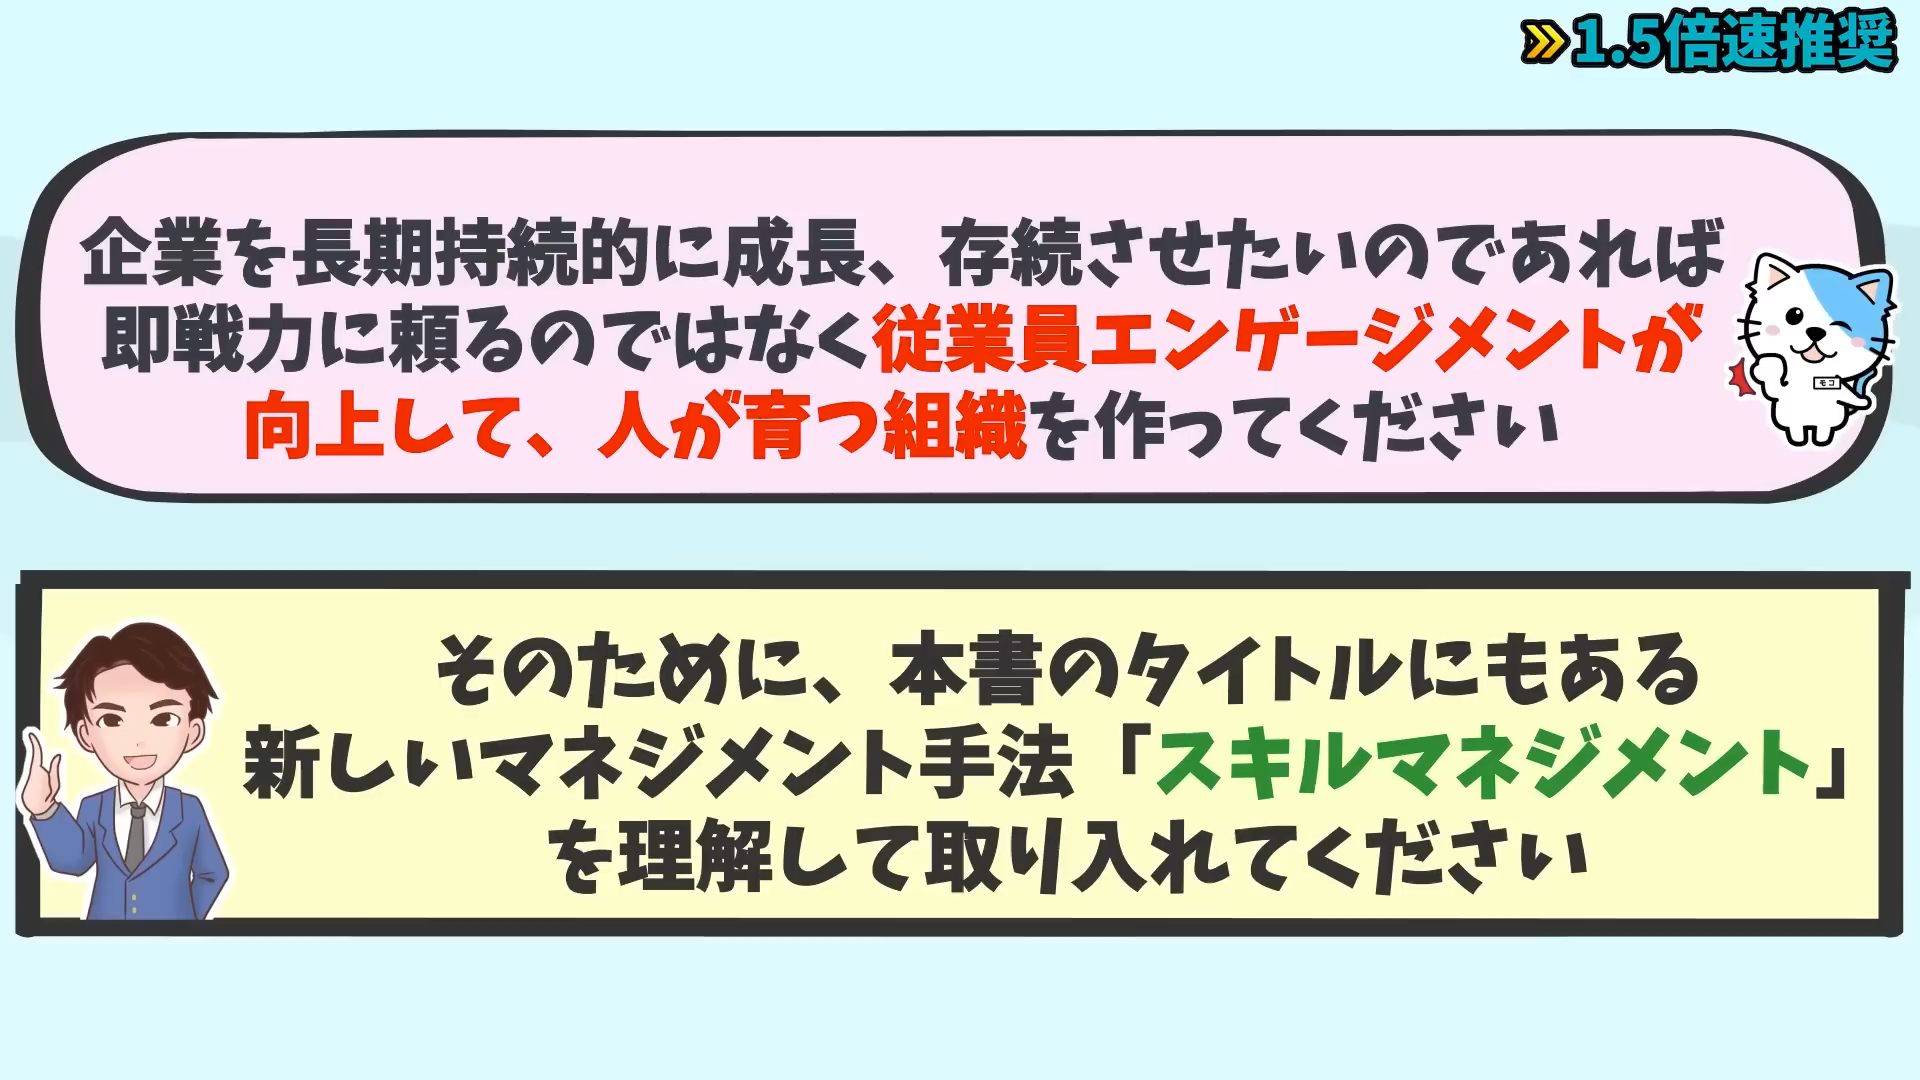 1.5倍速推奨
企業を長期持続的に成長、存続させたいのであれば
即戦力に頼るのではなく従業員エンゲージメントが
向上して、人が育つ組織を作ってください
モコ
そのために、本書のタイトルにもある
新しいマネジメント手法「スキルマネジメント」
を理解して取り入れてください